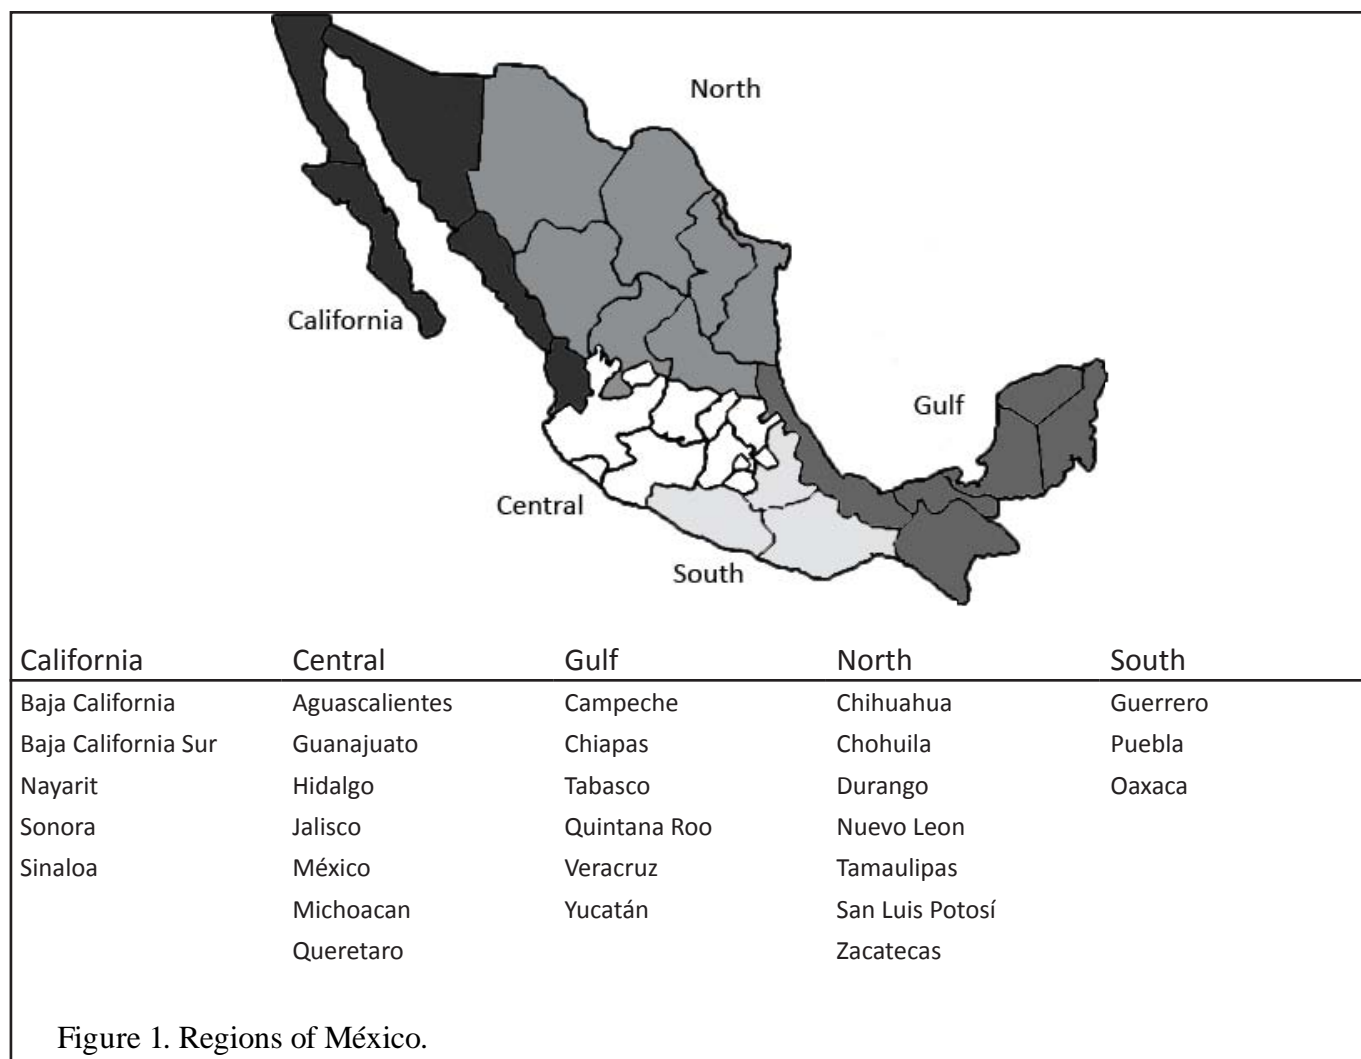 North
California
Gulf
Central
South
California Central Gulf North South
Baja California Aguascalientes Campeche Chihuahua Guerrero
Baja California Sur Guanajuato Chiapas Chohuila Puebla
Nayarit Hidalgo Tabasco Durango Oaxaca
Sonora Jalisco Quintana Roo Nuevo Leon
Sinaloa México Veracruz Tamaulipas
Michoacan Yucatán San Luis Potosí
Queretaro Zacatecas
Figure 1. Regions of México.